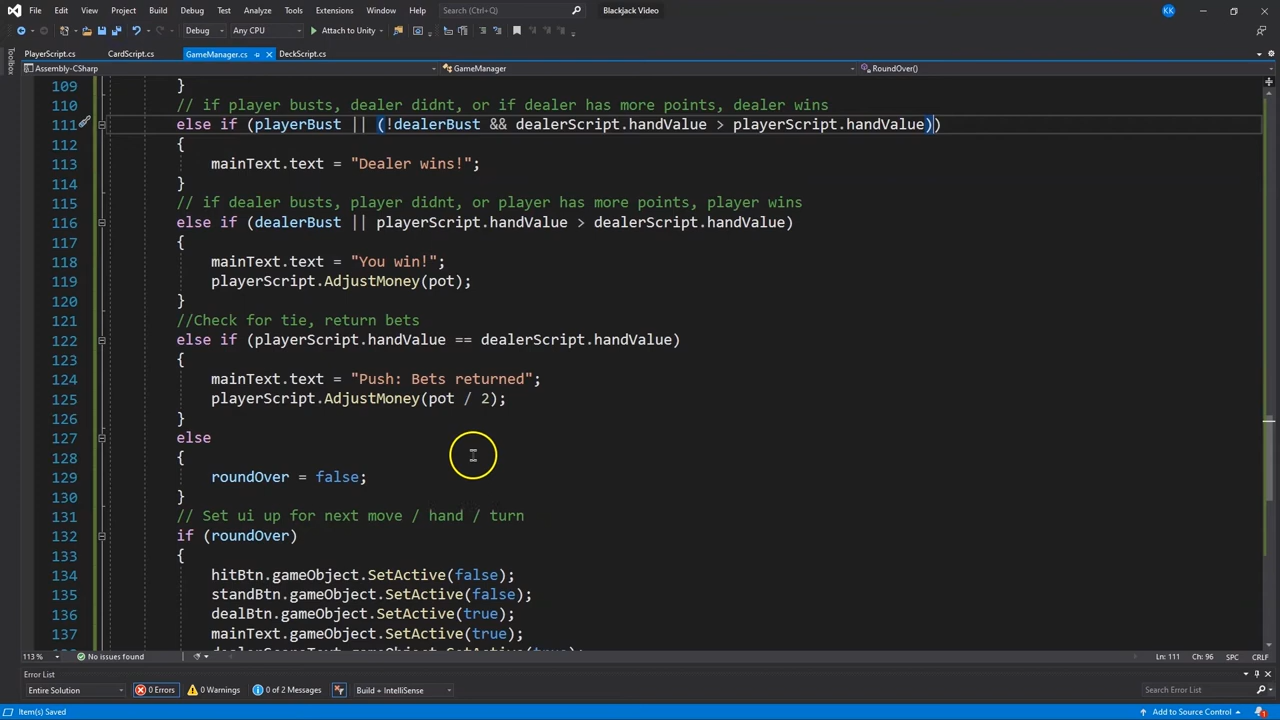 File Edit View Git Project Build Debug Test Analyze Tools Extensions Window Help Search (Ctrl+Q) Blackjack Video KK
Debug Any CPU Attach to Unity
PlayerScript.cs CardScript.cs GameManager.cs DeckScript.cs
Toolbox
Assembly-CSharp GameManager RoundOver()
109 }
110 // if player busts, dealer didnt, or if dealer has more points, dealer wins
111 else if (playerBust || (!dealerBust && dealerScript.handValue > playerScript.handValue))
112 {
113 mainText.text = "Dealer wins!";
114 }
115 // if dealer busts, player didnt, or player has more points, player wins
116 else if (dealerBust || playerScript.handValue > dealerScript.handValue)
117 {
118 mainText.text = "You win!";
119 playerScript.AdjustMoney(pot);
120 }
121 //Check for tie, return bets
122 else if (playerScript.handValue == dealerScript.handValue)
123 {
124 mainText.text = "Push: Bets returned";
125 playerScript.AdjustMoney(pot / 2);
126 }
127 else
128 {
129 roundOver = false;
130 }
131 // Set ui up for next move / hand / turn
132 if (roundOver)
133 {
134 hitBtn.gameObject.SetActive(false);
135 standBtn.gameObject.SetActive(false);
136 dealBtn.gameObject.SetActive(true);
137 mainText.gameObject.SetActive(true);
113 % No issues found Ln: 111 Ch: 96 SPC CRLF
Error List
Entire Solution 0 Errors 0 Warnings 0 of 2 Messages Build + IntelliSense Search Error List
Item(s) Saved Add to Source Control 1